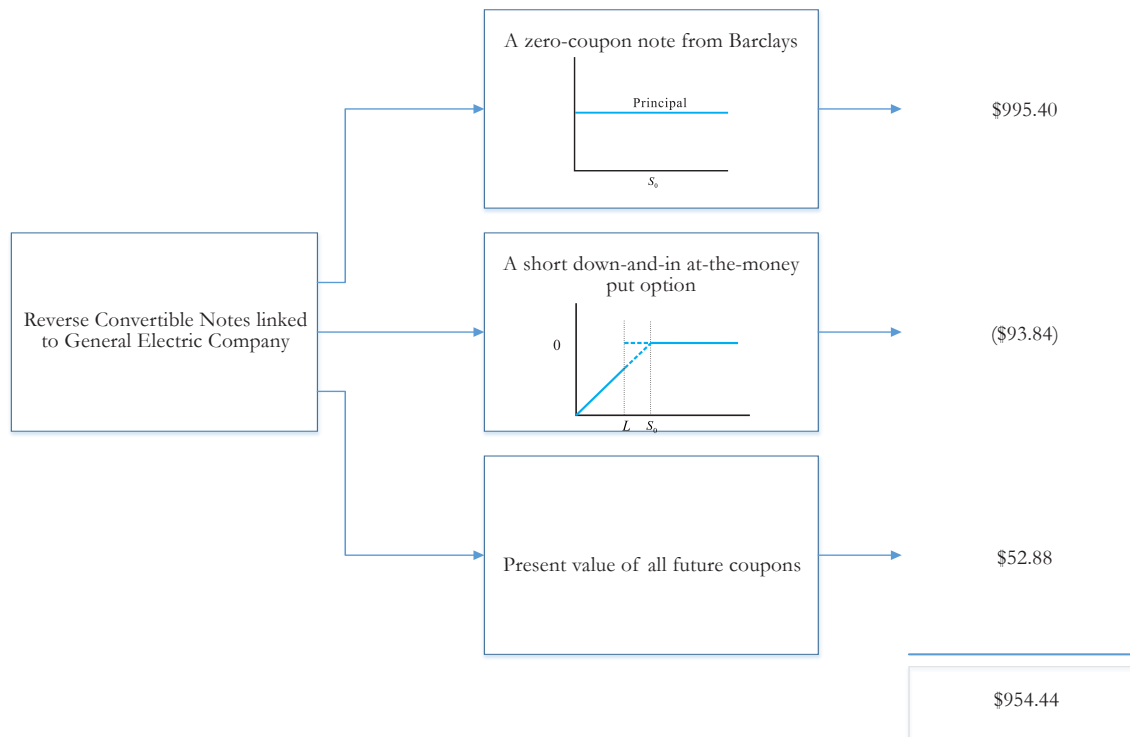 A zero-coupon note from Barclays
Principal
S₀
$995.40
Reverse Convertible Notes linked
to General Electric Company
A short down-and-in at-the-money
put option
0
L S₀
($93.84)
Present value of all future coupons
$52.88
$954.44